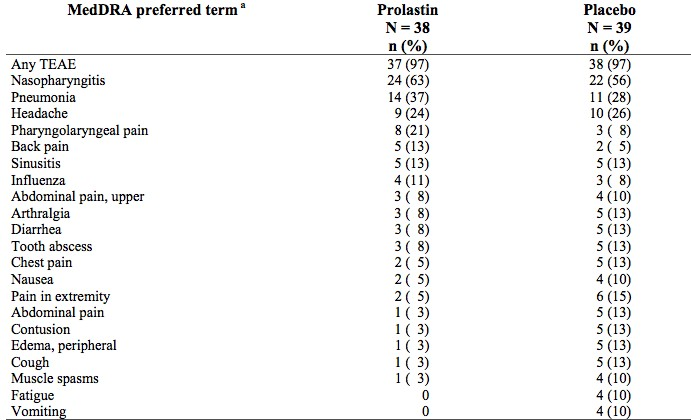 MedDRA preferred term a Prolastin Placebo
N = 38 N = 39
n (%) n (%)
Any TEAE 37 (97) 38 (97)
Nasopharyngitis 24 (63) 22 (56)
Pneumonia 14 (37) 11 (28)
Headache 9 (24) 10 (26)
Pharyngolaryngeal pain 8 (21) 3 ( 8)
Back pain 5 (13) 2 ( 5)
Sinusitis 5 (13) 5 (13)
Influenza 4 (11) 3 ( 8)
Abdominal pain, upper 3 ( 8) 4 (10)
Arthralgia 3 ( 8) 5 (13)
Diarrhea 3 ( 8) 5 (13)
Tooth abscess 3 ( 8) 5 (13)
Chest pain 2 ( 5) 5 (13)
Nausea 2 ( 5) 4 (10)
Pain in extremity 2 ( 5) 6 (15)
Abdominal pain 1 ( 3) 5 (13)
Contusion 1 ( 3) 5 (13)
Edema, peripheral 1 ( 3) 5 (13)
Cough 1 ( 3) 5 (13)
Muscle spasms 1 ( 3) 4 (10)
Fatigue 0 4 (10)
Vomiting 0 4 (10)